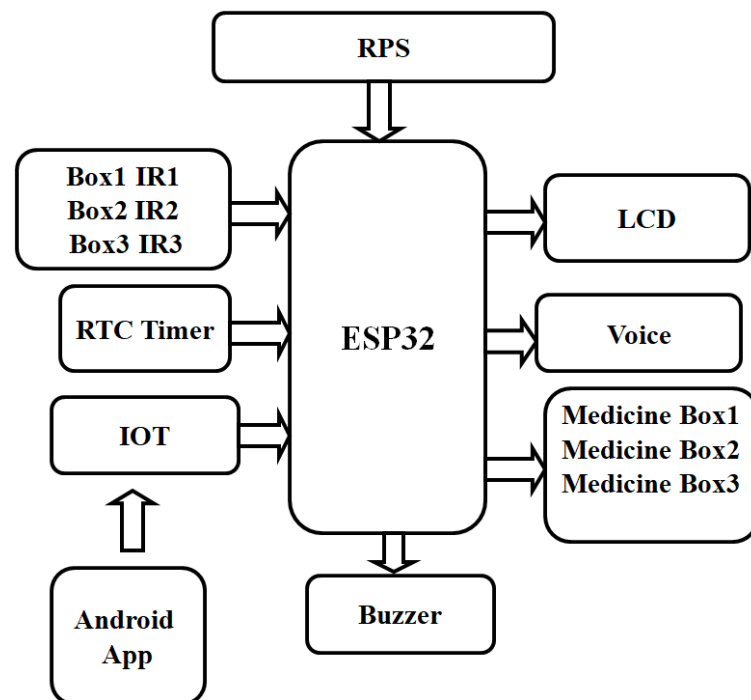 RPS
Box1 IR1
Box2 IR2
Box3 IR3
RTC Timer
IOT
Android
App
ESP32
LCD
Voice
Medicine Box1
Medicine Box2
Medicine Box3
Buzzer